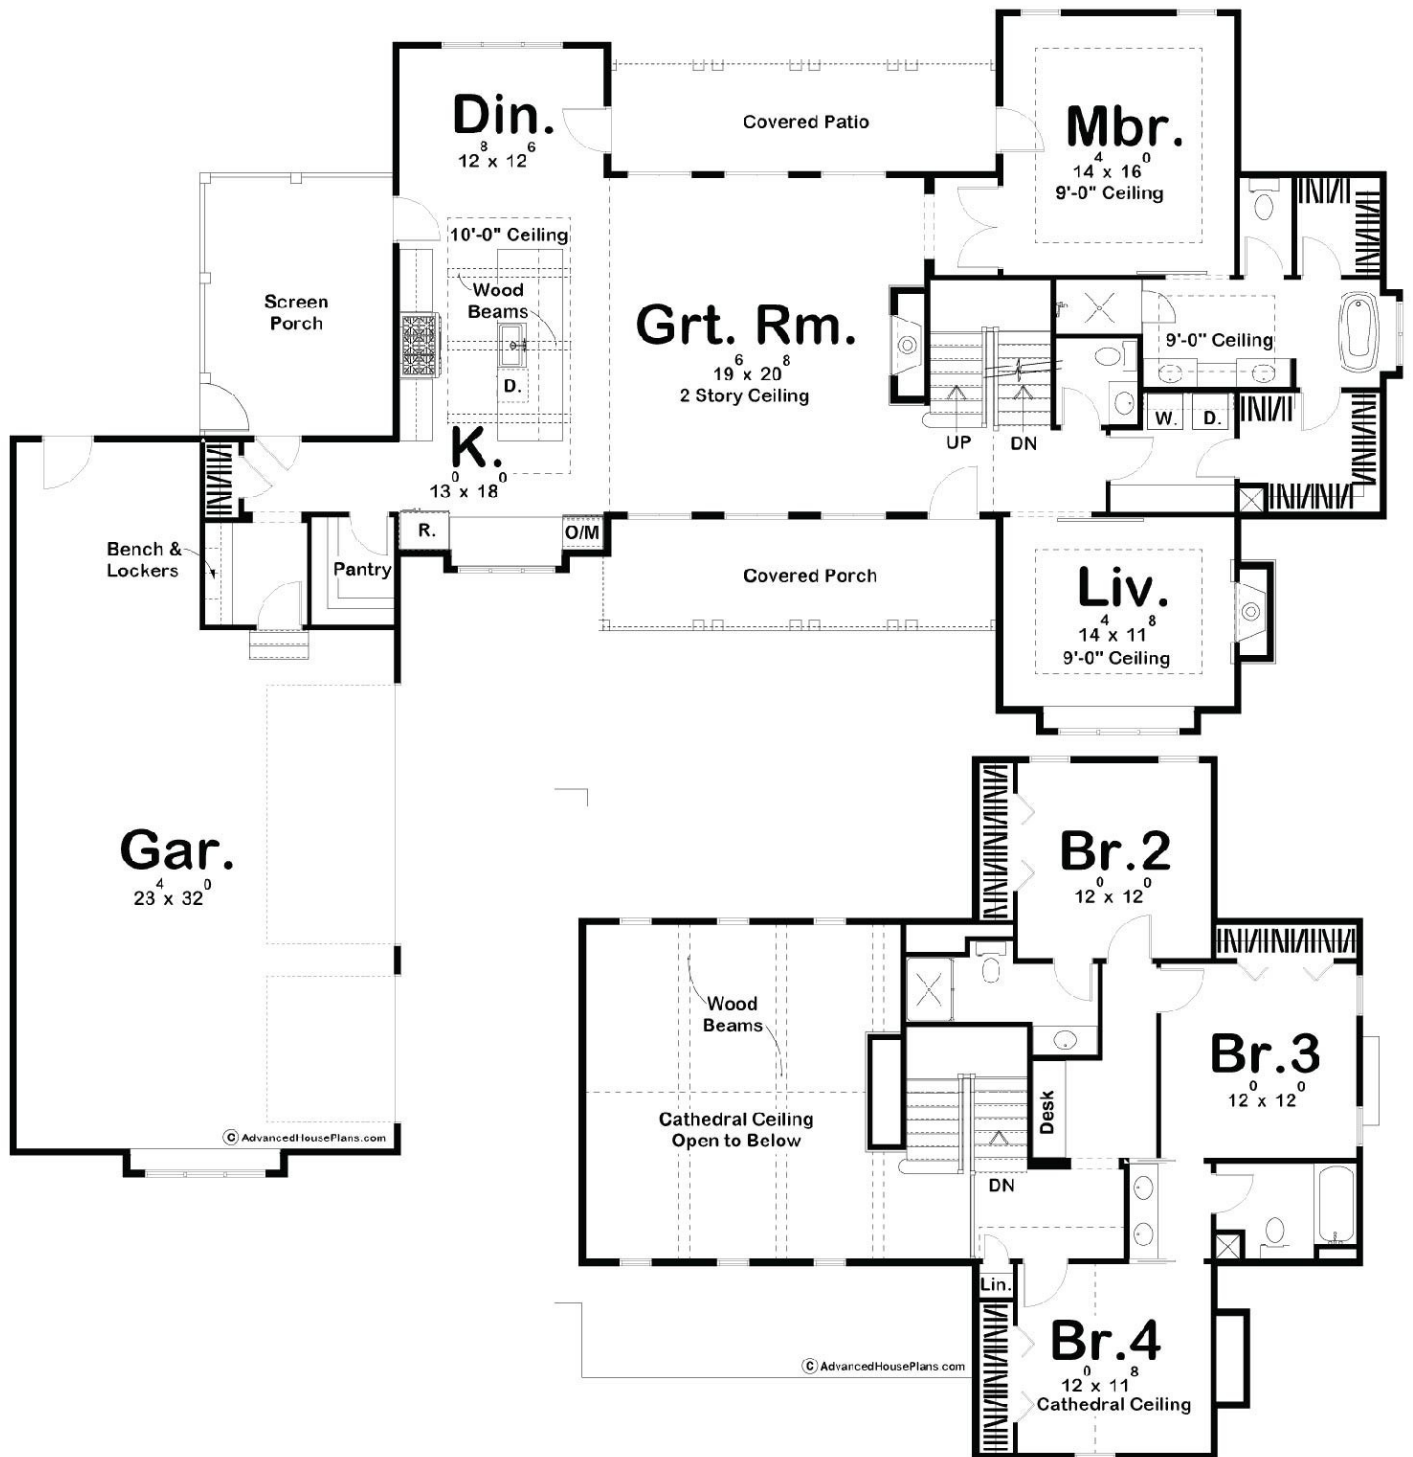 Din.
12⁸ x 12⁶
Covered Patio
Mbr.
14⁴ x 16⁰
9'-0" Ceiling
10'-0" Ceiling
Wood
Beams
Screen
Porch
Grt. Rm.
19⁶ x 20⁸
2 Story Ceiling
9'-0" Ceiling
D.
W.
D.
UP
DN
K.
13⁰ x 18⁰
R.
O/M
Bench &
Lockers
Pantry
Covered Porch
Liv.
14⁴ x 11⁸
9'-0" Ceiling
Gar.
23⁴ x 32⁰
© AdvancedHousePlans.com
Br.2
12⁰ x 12⁰
Wood
Beams
Br.3
12⁰ x 12⁰
Cathedral Ceiling
Open to Below
Desk
DN
Lin.
Br.4
12⁰ x 11⁸
Cathedral Ceiling
© AdvancedHousePlans.com